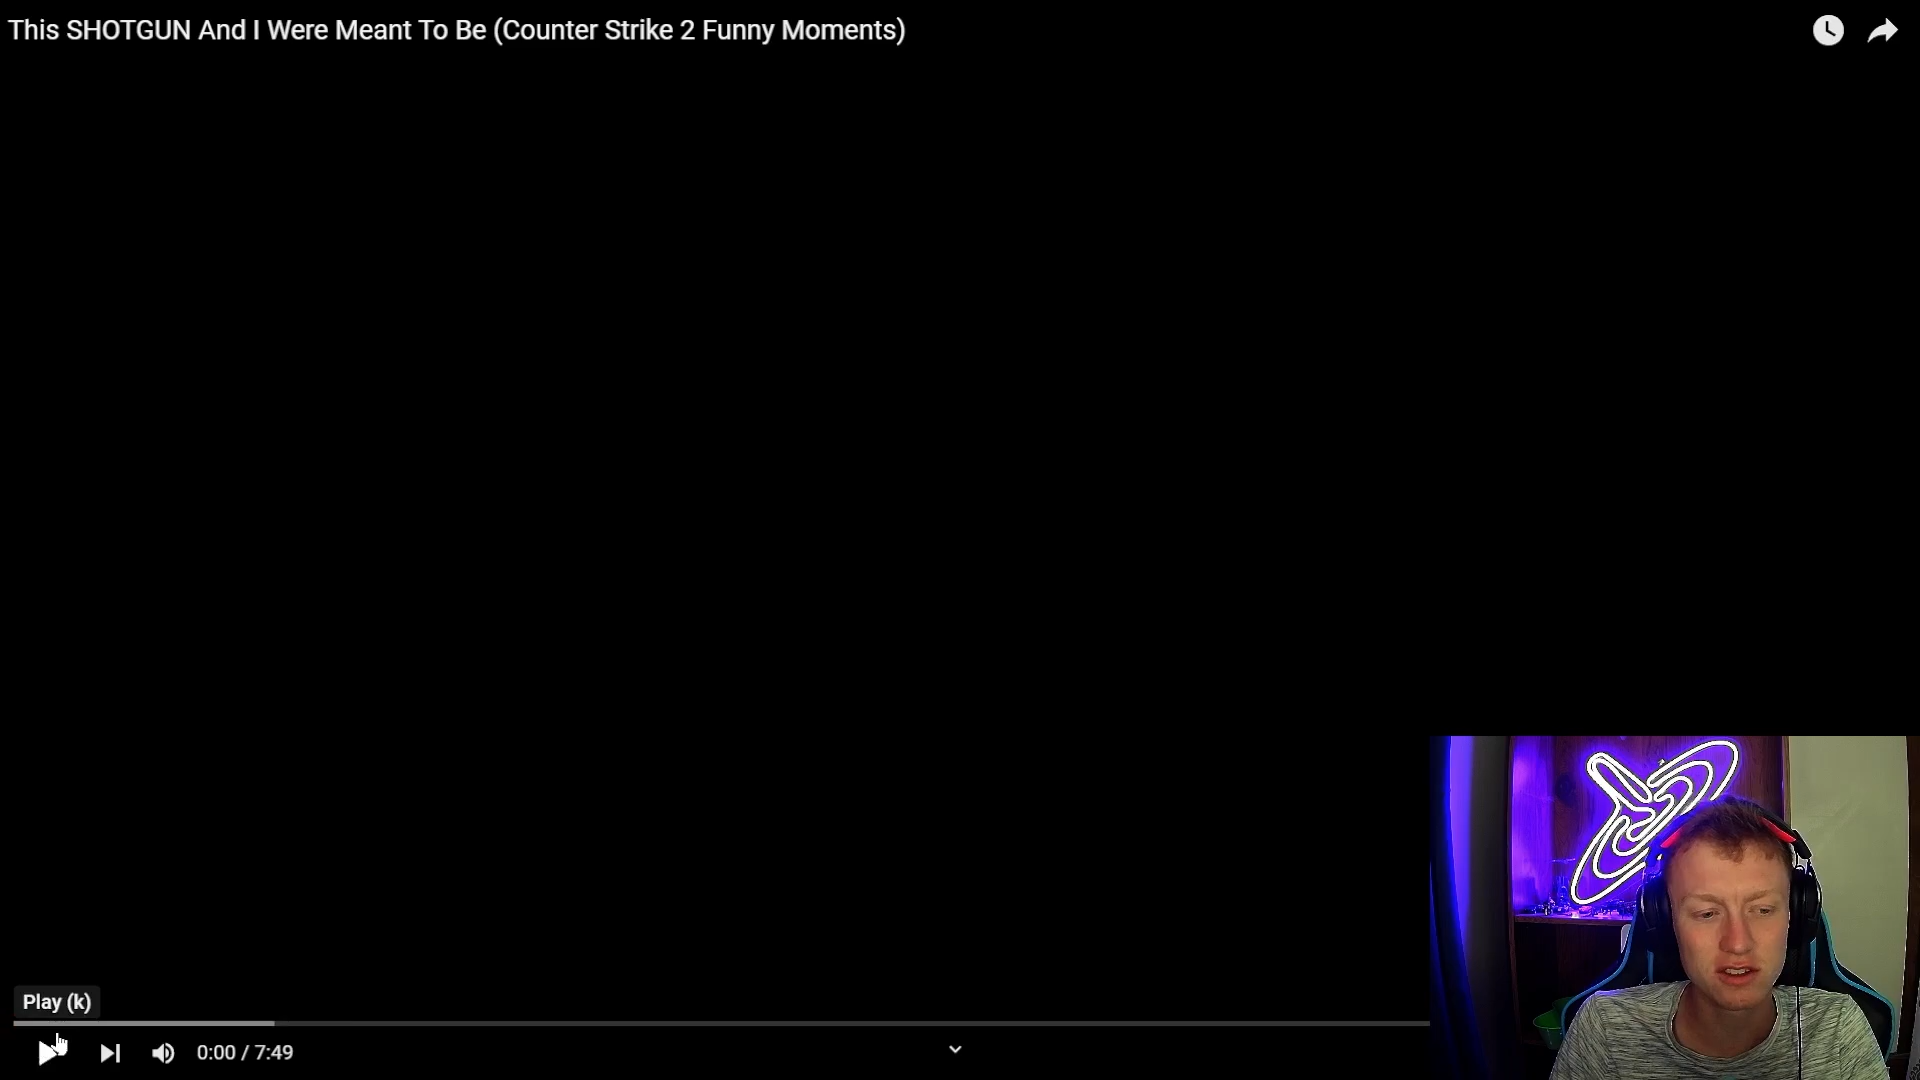 This SHOTGUN And I Were Meant To Be (Counter Strike 2 Funny Moments)
Play (k)
0:00 / 7:49